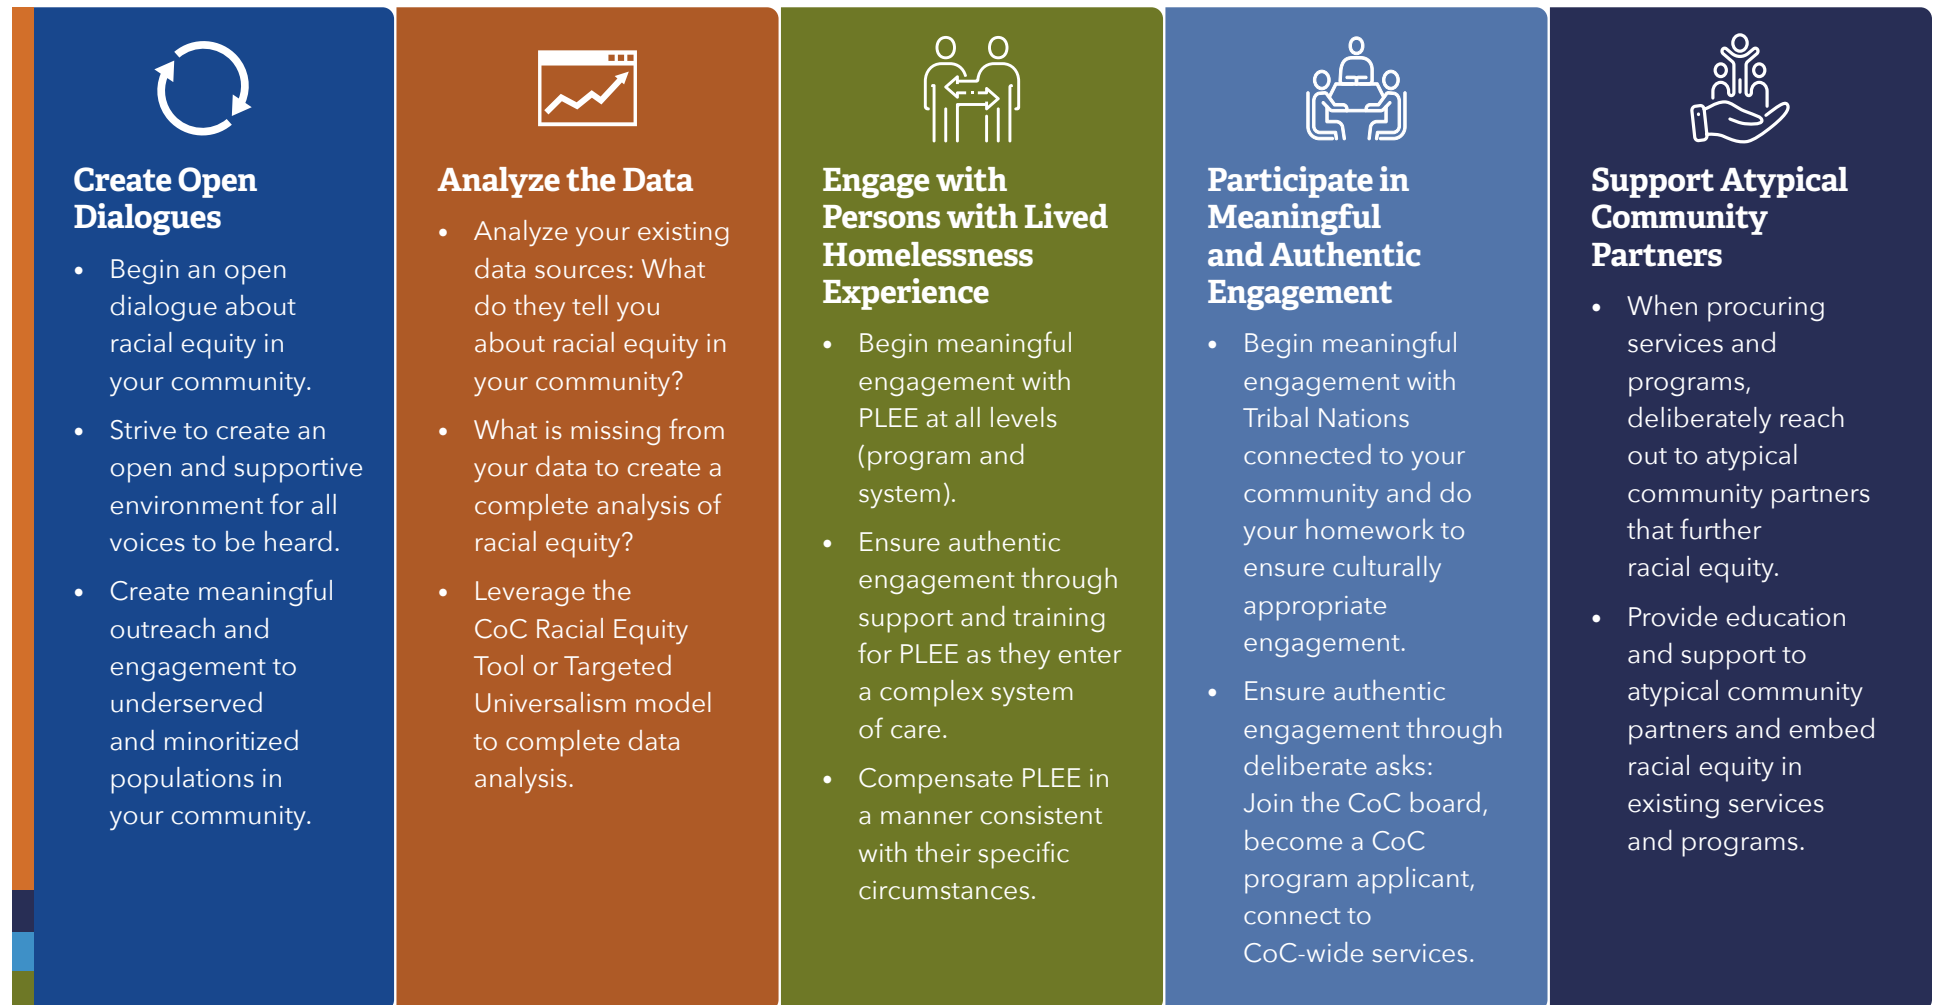 Create Open
Dialogues
• Begin an open
dialogue about
racial equity in
your community.
• Strive to create an
open and supportive
environment for all
voices to be heard.
• Create meaningful
outreach and
engagement to
underserved
and minoritized
populations in
your community.
Analyze the Data
• Analyze your existing
data sources: What
do they tell you
about racial equity in
your community?
• What is missing from
your data to create a
complete analysis of
racial equity?
• Leverage the
CoC Racial Equity
Tool or Targeted
Universalism model
to complete data
analysis.
Engage with
Persons with Lived
Homelessness
Experience
• Begin meaningful
engagement with
PLEE at all levels
(program and
system).
• Ensure authentic
engagement through
support and training
for PLEE as they enter
a complex system
of care.
• Compensate PLEE in
a manner consistent
with their specific
circumstances.
Participate in
Meaningful
and Authentic
Engagement
• Begin meaningful
engagement with
Tribal Nations
connected to your
community and do
your homework to
ensure culturally
appropriate
engagement.
• Ensure authentic
engagement through
deliberate asks:
Join the CoC board,
become a CoC
program applicant,
connect to
CoC-wide services.
Support Atypical
Community
Partners
• When procuring
services and
programs,
deliberately reach
out to atypical
community partners
that further
racial equity.
• Provide education
and support to
atypical community
partners and embed
racial equity in
existing services
and programs.